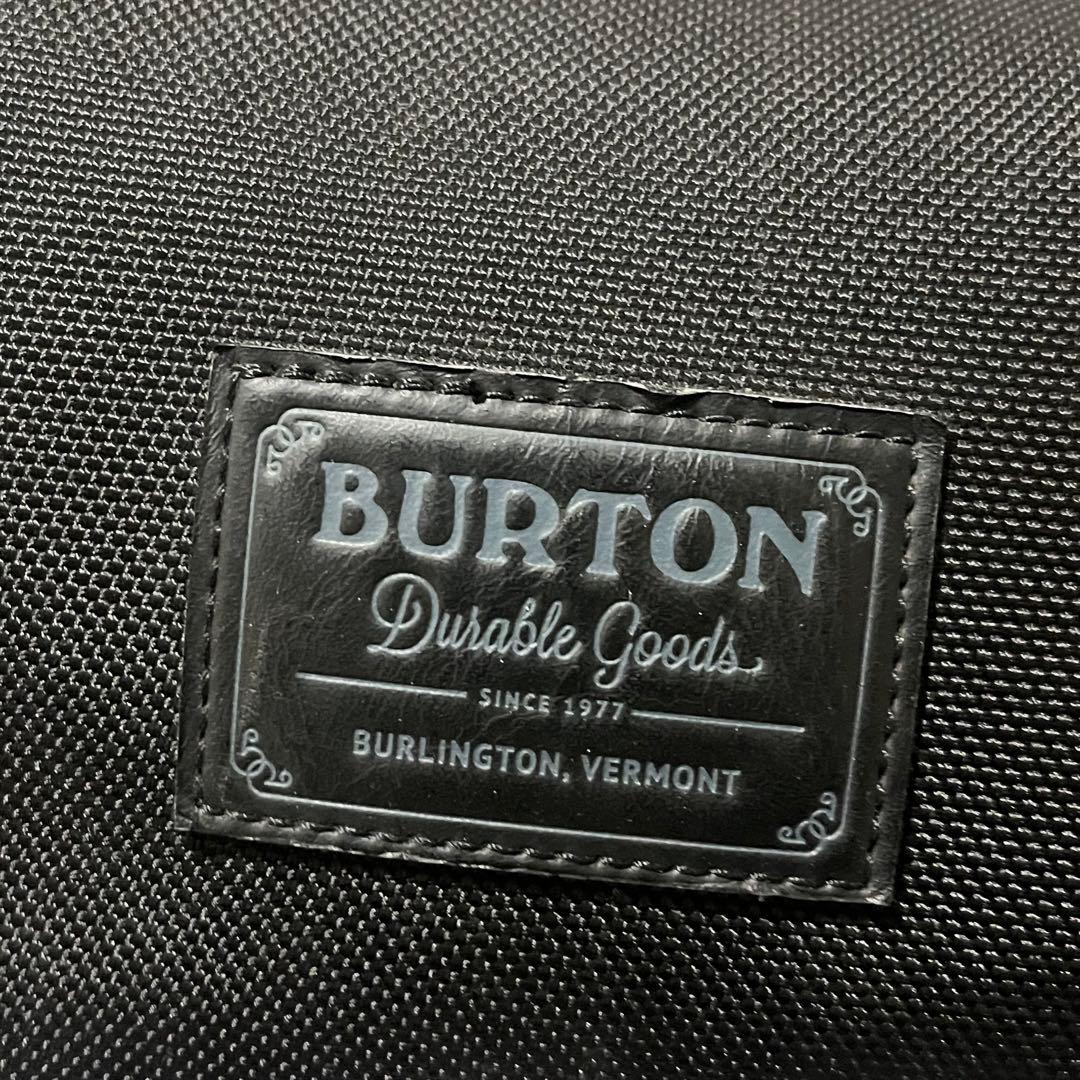 BURTON
Durable Goods
SINCE 1977
BURLINGTON, VERMONT